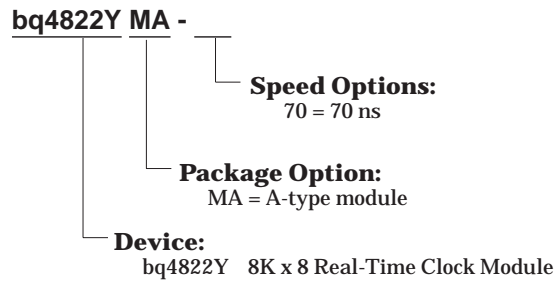 bq4822Y MA -
Speed Options:
70 = 70 ns
Package Option:
MA = A-type module
Device:
bq4822Y 8K x 8 Real-Time Clock Module